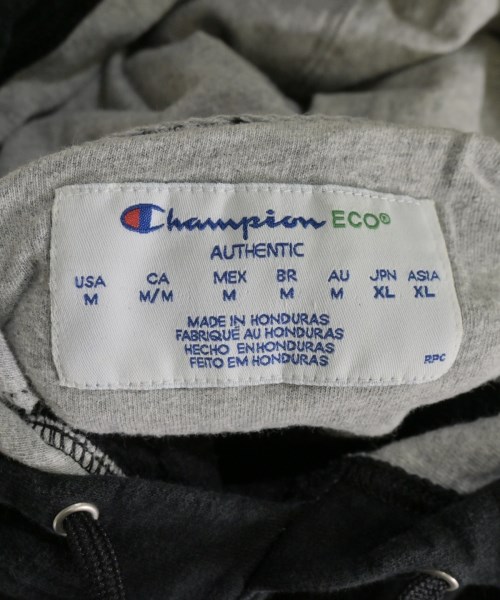 Champion ECO®
AUTHENTIC
USA CA MEX BR AU JPN ASIA
M M/M M M M XL XL
MADE IN HONDURAS
FABRIQUÉ AU HONDURAS
HECHO EN HONDURAS
FEITO EM HONDURAS
RPC